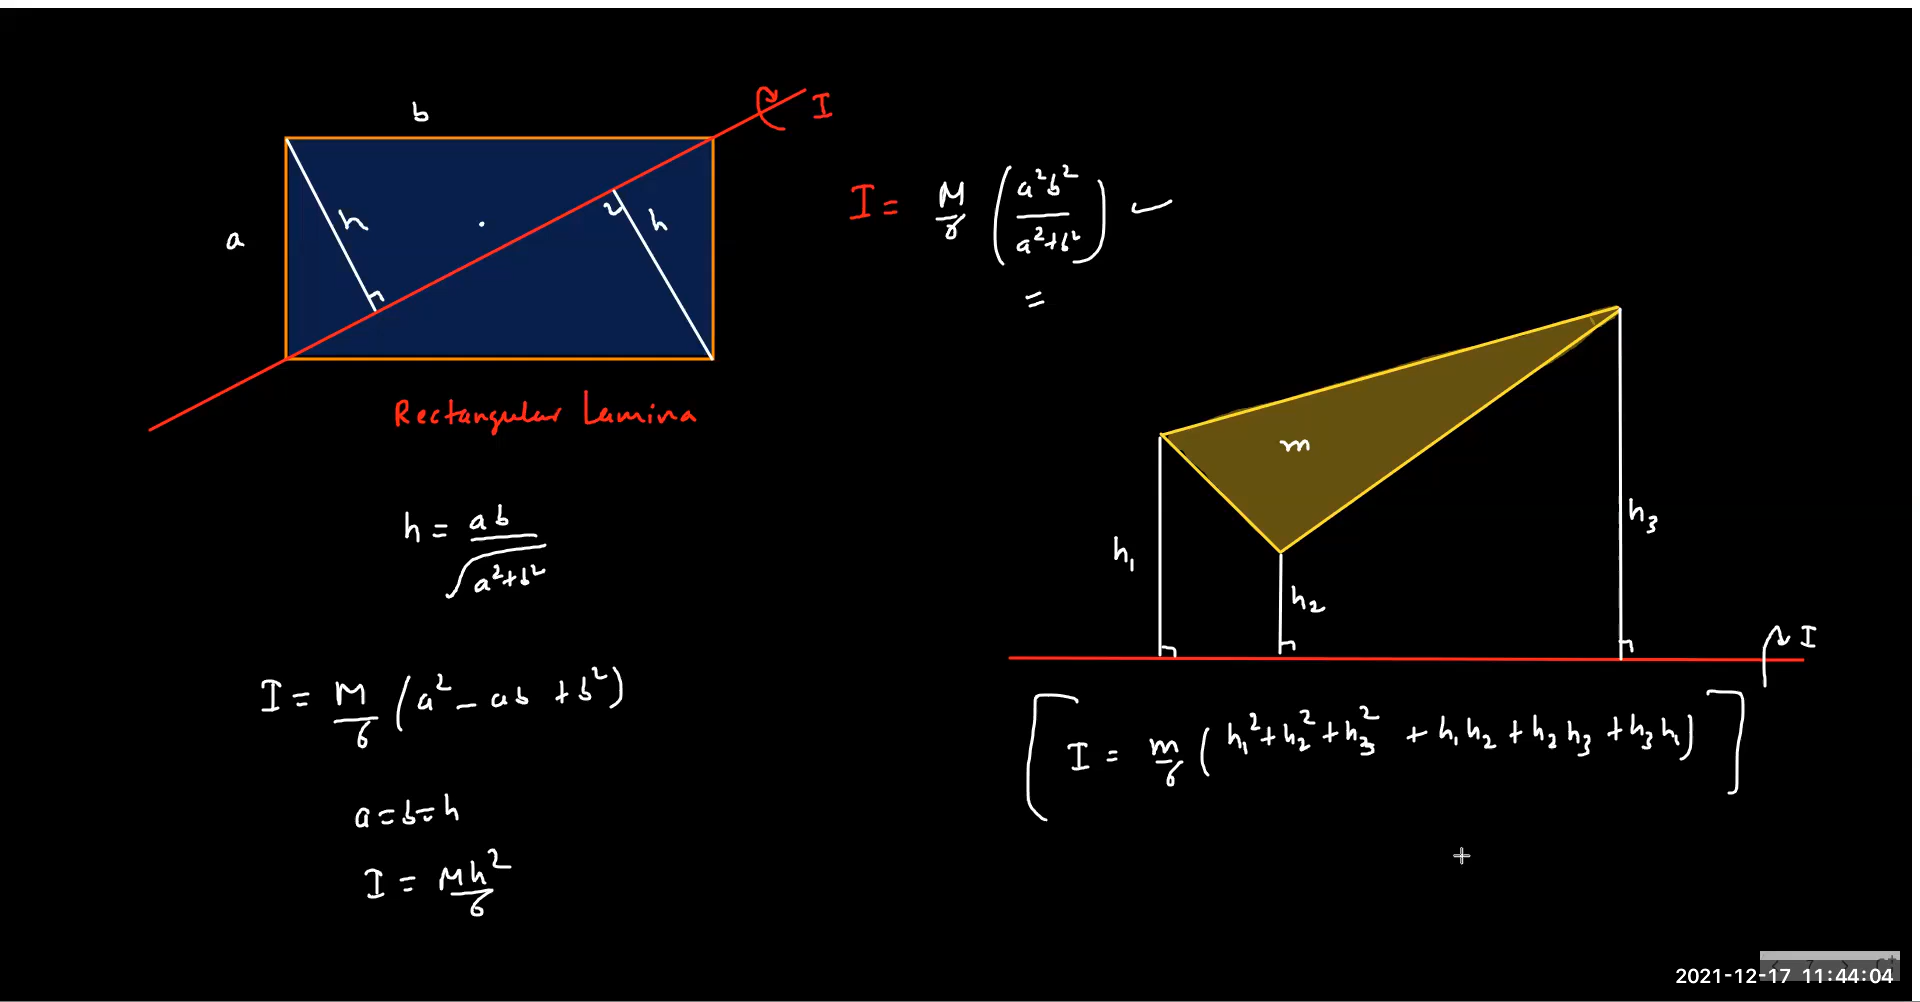 b
I
a
h
h
I = M/6 (a²b²/a²+b²)
=
Rectangular Lamina
h = ab/√a²+b²
m
h₁
h₂
h₃
I
I = M/6 (a² - ab + b²)
I = m/6 (h₁² + h₂² + h₃² + h₁h₂ + h₂h₃ + h₃h₁)
a = b = h
I = Mh²/6
2021-12-17 11:44:04